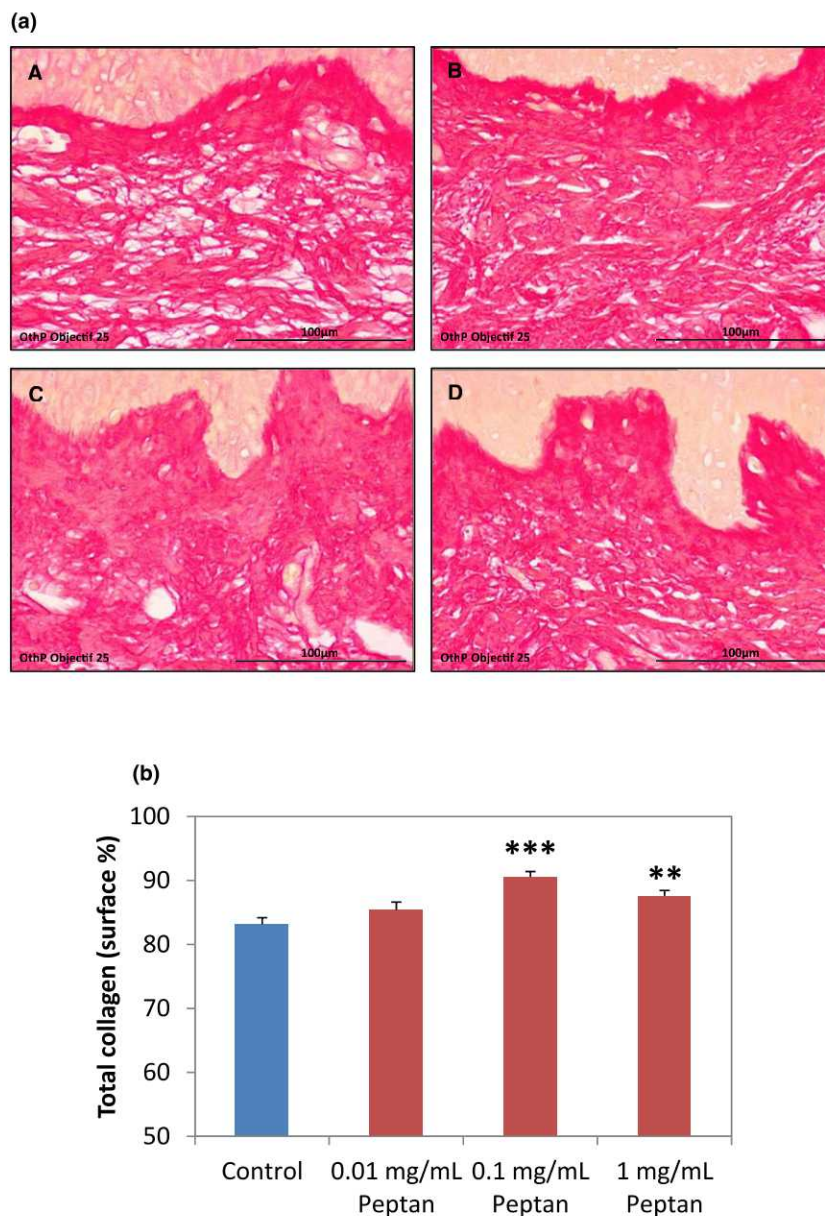 (a)
A
B
OthP Objectif 25
100µm
OthP Objectif 25
100µm
C
D
OthP Objectif 25
100µm
OthP Objectif 25
100µm
(b)
Total collagen (surface %)
100
90
80
70
60
50
***
**
Control
0.01 mg/mL
Peptan
0.1 mg/mL
Peptan
1 mg/mL
Peptan